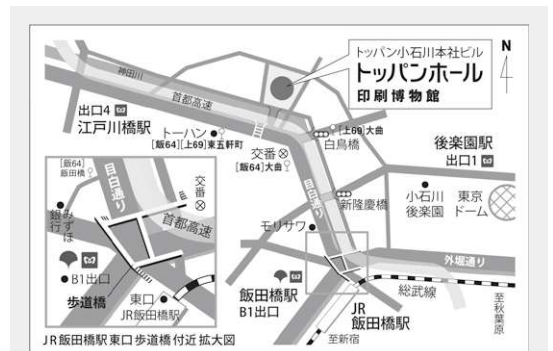 トッパン小石川本社ビル
トッパンホール
印刷博物館
N
神田川
首都高速
出口4
江戸川橋駅
トーハン
[飯64][上69]東五軒町
[上69]大曲
白鳥橋
交番
[飯64]大曲
後楽園駅
出口1
目白通り
新隆慶橋
小石川
後楽園
東京
ドーム
モリサワ
外堀通り
飯田橋駅
B1出口
総武線
JR
飯田橋駅
至新宿
至秋葉原
[飯64]
飯田橋
目白通り
交番
首都高速
みずほ
銀行
B1出口
歩道橋
東口
JR飯田橋駅
JR飯田橋駅東口歩道橋付近拡大図